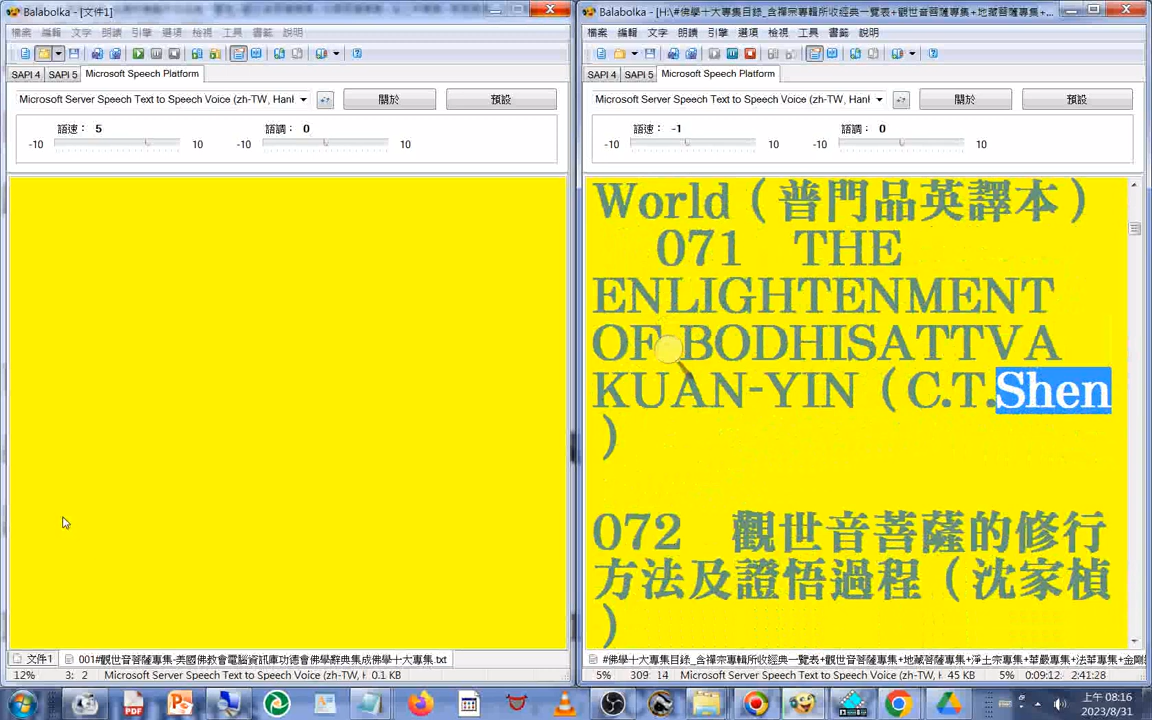 Balabolka - [文件1]
檔案 編輯 文字 朗讀 引擎 選項 檢視 工具 書籤 說明
SAPI 4 SAPI 5 Microsoft Speech Platform
Microsoft Server Speech Text to Speech Voice (zh-TW, Hanl
關於
預設
語速: 5 語調: 0
-10 10 -10 10
文件1 001#觀世音菩薩專集-美國佛教會電腦資訊庫功德會佛學辭典集成佛學十大專集.txt
12% 3: 2 Microsoft Server Speech Text to Speech Voice (zh-TW, H 0.1 KB
Balabolka - [H:\#佛學十大專集目錄_含禪宗專輯所收經典一覽表+觀世音菩薩專集+地藏菩薩專集+淨土宗專集+...
檔案 編輯 文字 朗讀 引擎 選項 檢視 工具 書籤 說明
SAPI 4 SAPI 5 Microsoft Speech Platform
Microsoft Server Speech Text to Speech Voice (zh-TW, Hanl
關於
預設
語速: -1 語調: 0
-10 10 -10 10
World（普門品英譯本）
071 THE
ENLIGHTENMENT
OF BODHISATTVA
KUAN-YIN（C.T.Shen
）
072 觀世音菩薩的修行
方法及證悟過程（沈家楨
）
#佛學十大專集目錄_含禪宗專輯所收經典一覽表+觀世音菩薩專集+地藏菩薩專集+淨土宗專集+華嚴專集+法華專集+金剛
5% 309: 14 Microsoft Server Speech Text to Speech Voice (zh-TW, H 45 KB 5% 0:09:12 2:41:28
上午 08:16
2023/8/31